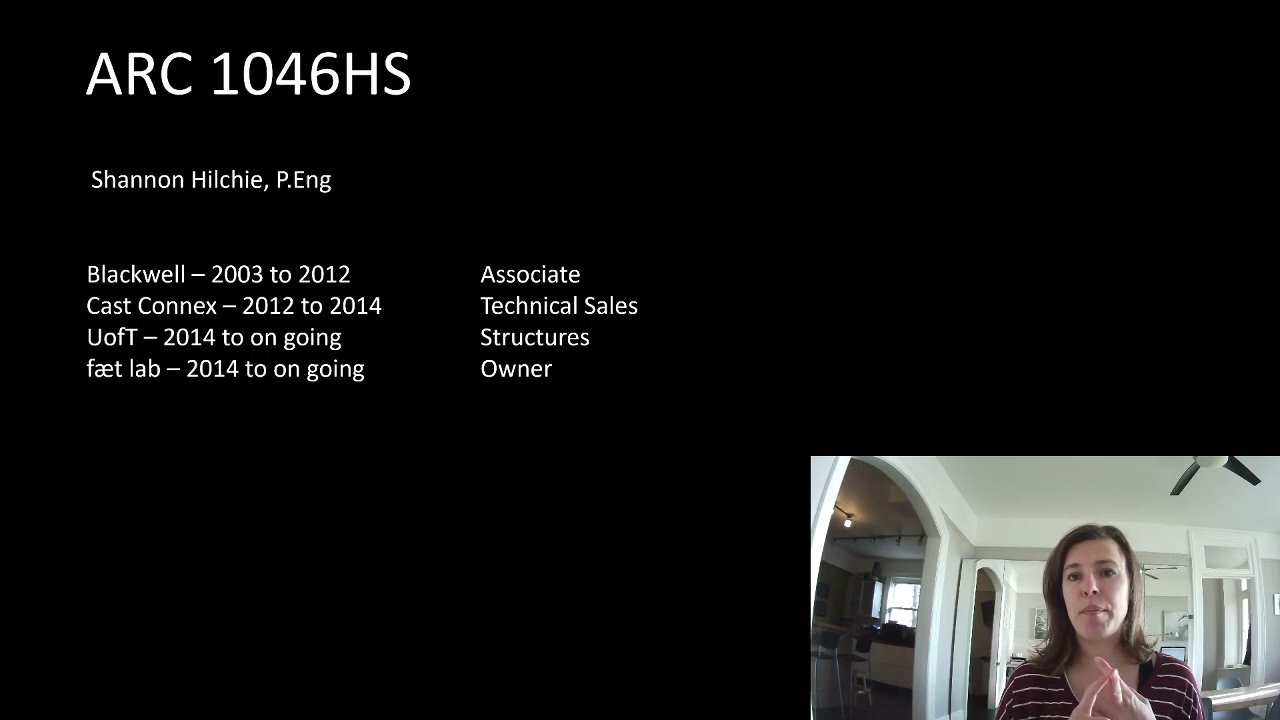 ARC 1046HS
Shannon Hilchie, P.Eng
Blackwell – 2003 to 2012 Associate
Cast Connex – 2012 to 2014 Technical Sales
UofT – 2014 to on going Structures
fæt lab – 2014 to on going Owner